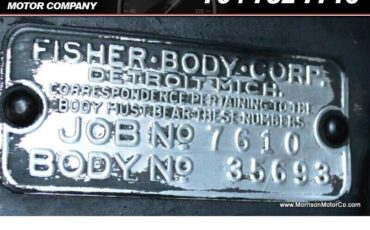 MOTOR COMPANY
FISHER·BODY·CORP.
DETROIT·MICH.
CORRESPONDENCE PERTAINING TO THE
BODY MUST BEAR THESE NUMBERS
JOB No 7610
BODY No 35693
www.MorrisonMotorCo.com